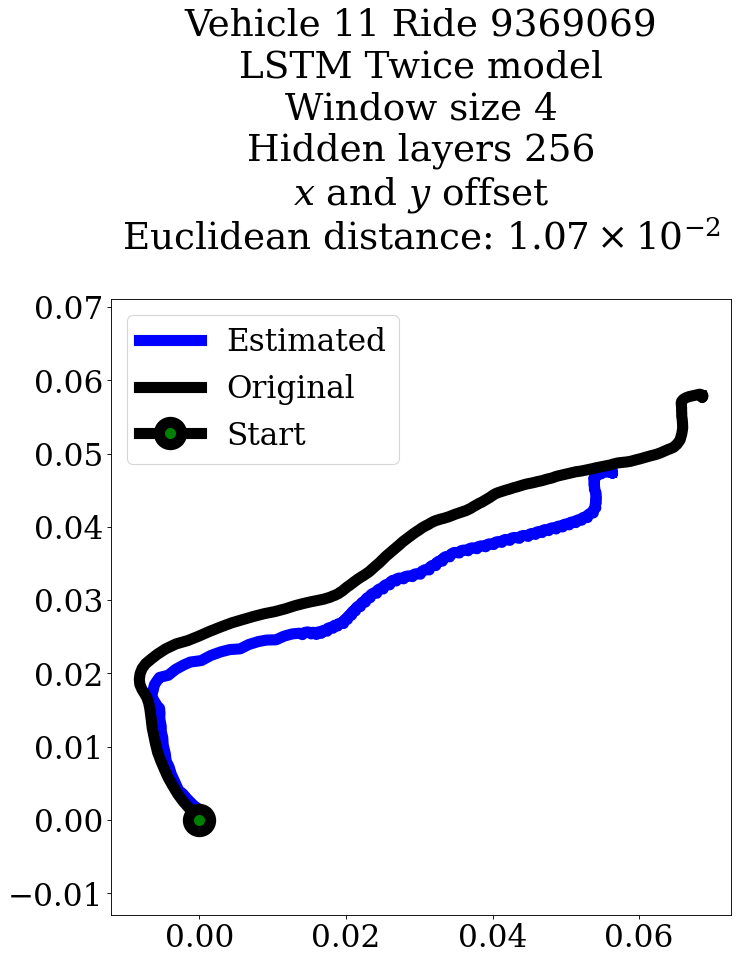 Vehicle 11 Ride 9369069
LSTM Twice model
Window size 4
Hidden layers 256
x and y offset
Euclidean distance: 1.07 × 10⁻²
0.07
0.06
0.05
0.04
0.03
0.02
0.01
0.00
−0.01
Estimated
Original
Start
0.00 0.02 0.04 0.06